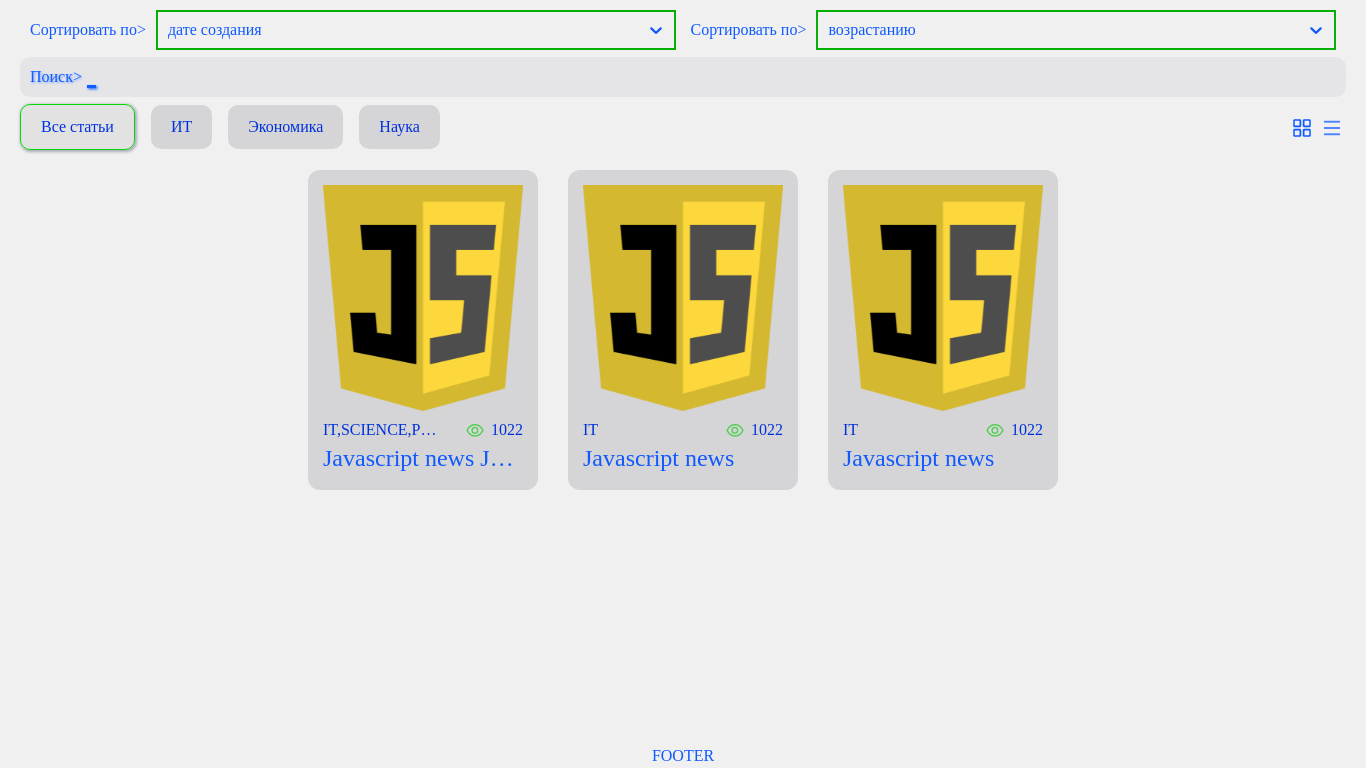 Сортировать по> дате создания Сортировать по> возрастанию
Поиск>
Все статьи ИТ Экономика Наука
JS JS JS
IT,SCIENCE,P… 1022 IT 1022 IT 1022
Javascript news J… Javascript news Javascript news
FOOTER